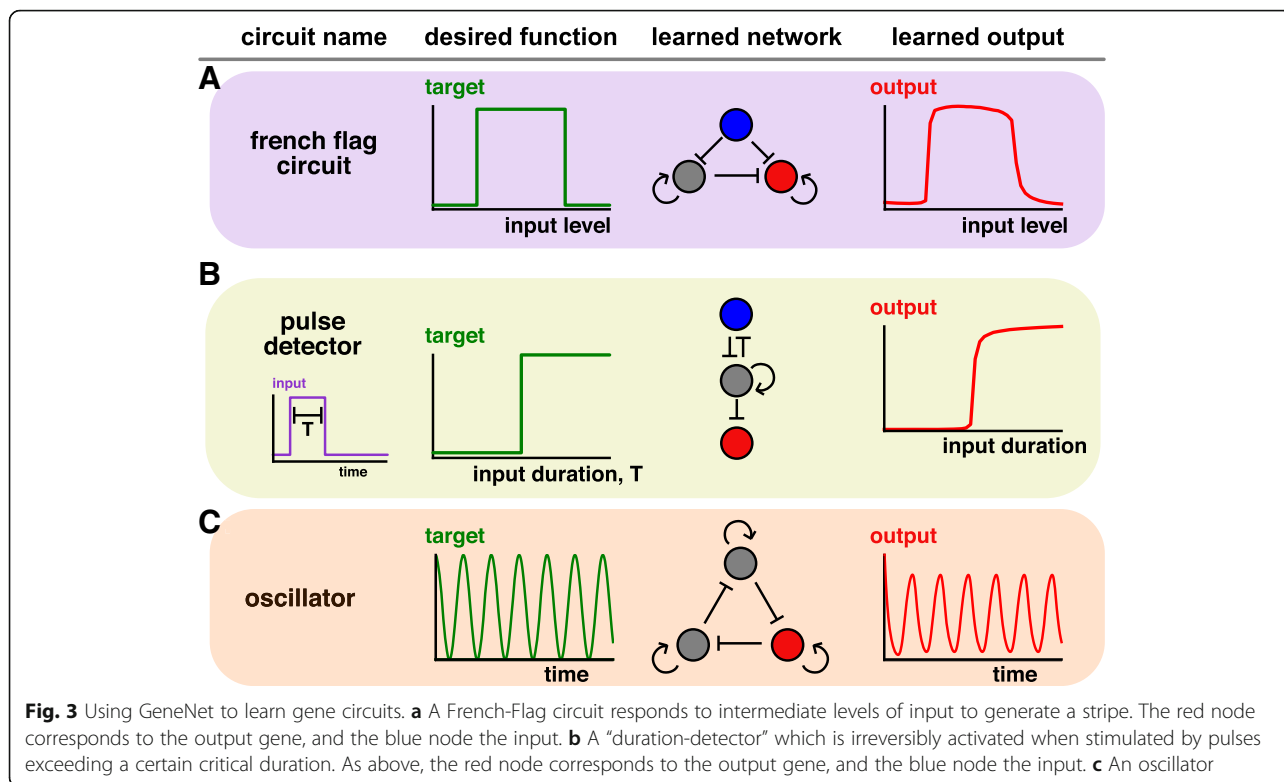 circuit name desired function learned network learned output
A
french flag
circuit
target
input level
output
input level
B
pulse
detector
input
T
time
target
input duration, T
output
input duration
C
oscillator
target
time
output
time
Fig. 3 Using GeneNet to learn gene circuits. a A French-Flag circuit responds to intermediate levels of input to generate a stripe. The red node
corresponds to the output gene, and the blue node the input. b A “duration-detector” which is irreversibly activated when stimulated by pulses
exceeding a certain critical duration. As above, the red node corresponds to the output gene, and the blue node the input. c An oscillator